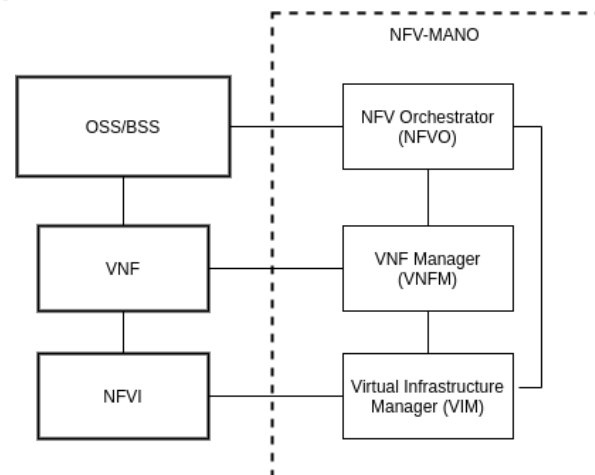 NFV-MANO
OSS/BSS
NFV Orchestrator
(NFVO)
VNF
VNF Manager
(VNFM)
NFVI
Virtual Infrastructure
Manager (VIM)